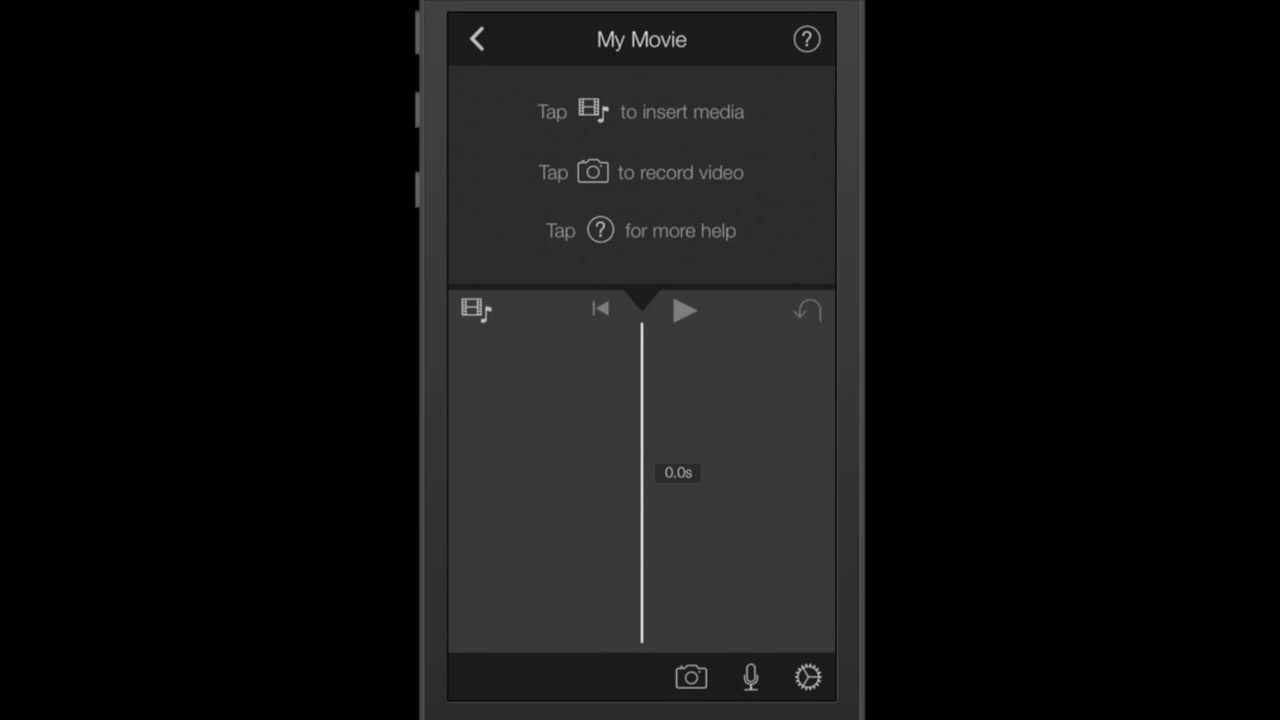 My Movie
Tap to insert media
Tap to record video
Tap ? for more help
0.0s